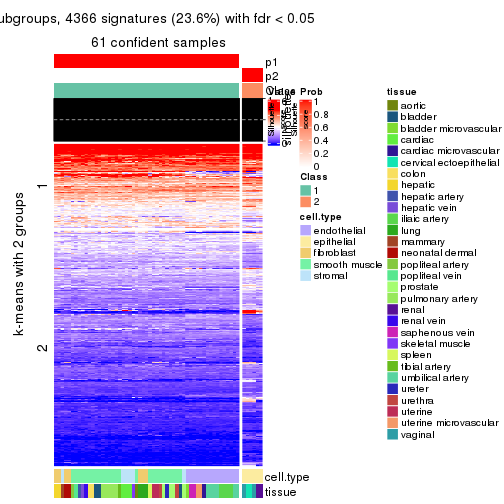 ubgroups, 4366 signatures (23.6%) with fdr < 0.05
61 confident samples
p1
p2
Silhouette
score
Prob
1
0.8
0.6
0.4
0.2
0
Class
1
2
cell.type
endothelial
epithelial
fibroblast
smooth muscle
stromal
tissue
aortic
bladder
bladder microvascular
cardiac
cardiac microvascular
cervical ectoepithelial
colon
hepatic
hepatic artery
hepatic vein
iliac artery
lung
mammary
neonatal dermal
popliteal artery
popliteal vein
prostate
pulmonary artery
renal
renal vein
saphenous vein
skeletal muscle
spleen
tibial artery
umbilical artery
ureter
urethra
uterine
uterine microvascular
vaginal
k-means with 2 groups
1
2
cell.type
tissue